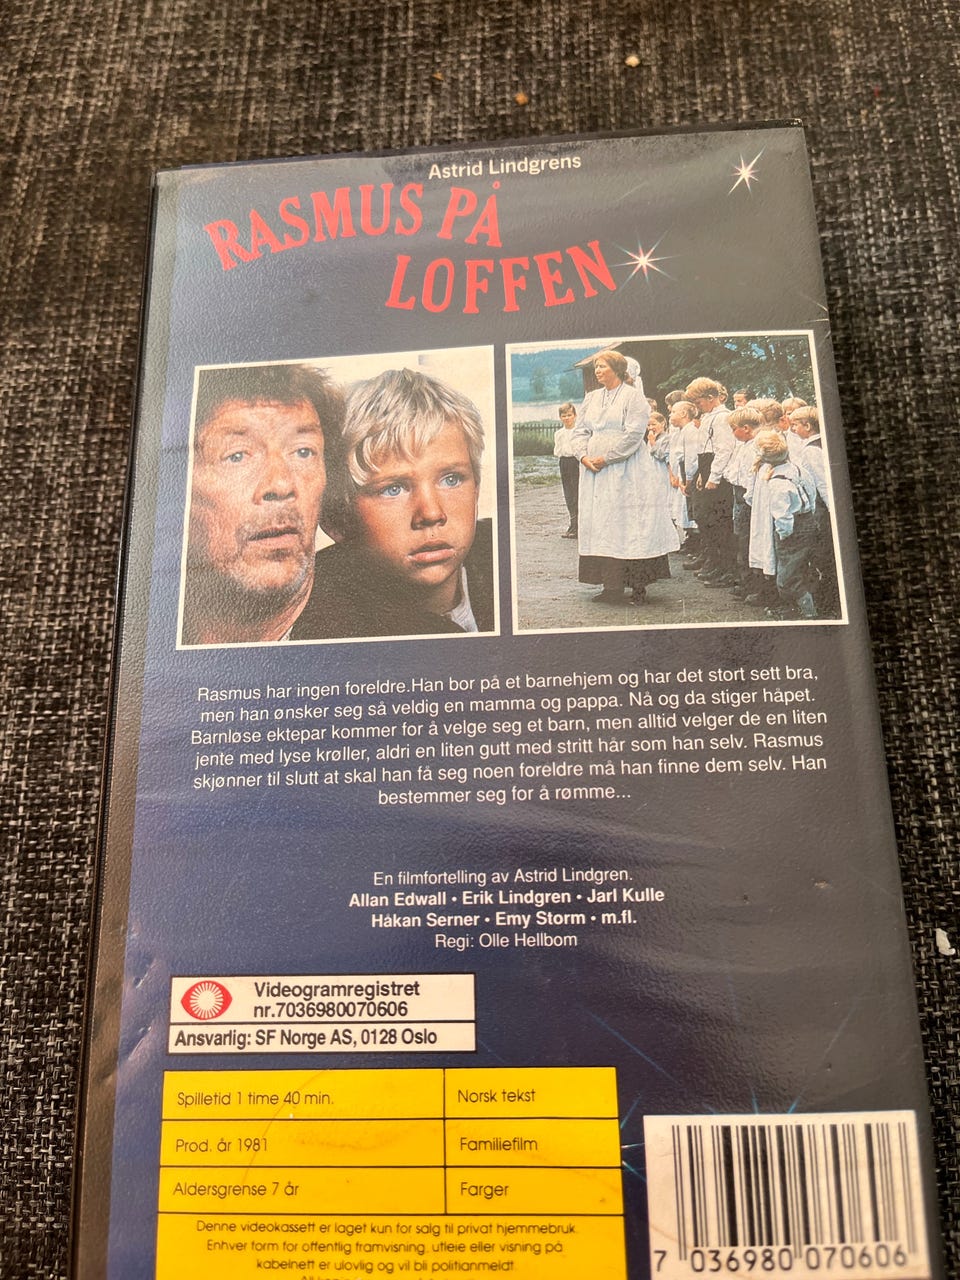 Astrid Lindgrens
RASMUS PÅ
LOFFEN
Rasmus har ingen foreldre.Han bor på et barnehjem og har det stort sett bra,
men han ønsker seg så veldig en mamma og pappa. Nå og da stiger håpet.
Barnløse ektepar kommer for å velge seg et barn, men alltid velger de en liten
jente med lyse krøller, aldri en liten gutt med stritt hår som han selv. Rasmus
skjønner til slutt at skal han få seg noen foreldre må han finne dem selv. Han
bestemmer seg for å rømme...
En filmfortelling av Astrid Lindgren.
Allan Edwall • Erik Lindgren • Jarl Kulle
Håkan Serner • Emy Storm • m.fl.
Regi: Olle Hellbom
Videogramregistret
nr.7036980070606
Ansvarlig: SF Norge AS, 0128 Oslo
Spilletid 1 time 40 min. Norsk tekst
Prod. år 1981 Familiefilm
Aldersgrense 7 år Farger
Denne videokassett er laget kun for salg til privat hjemmebruk.
Enhver form for offentlig framvisning, utleie eller visning på
kabelnett er ulovlig og vil bli politianmeldt.
7 036980 070606